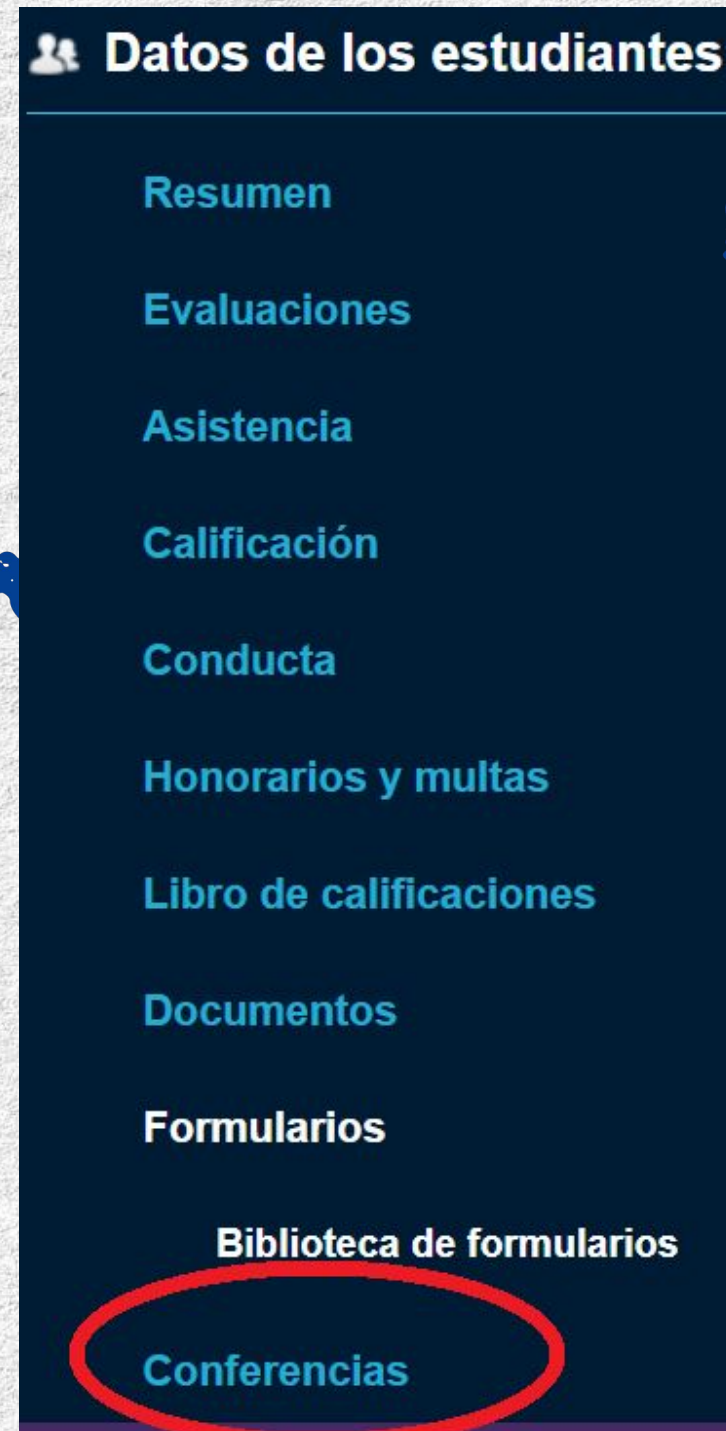 Datos de los estudiantes
Resumen
Evaluaciones
Asistencia
Calificación
Conducta
Honorarios y multas
Libro de calificaciones
Documentos
Formularios
Biblioteca de formularios
Conferencias